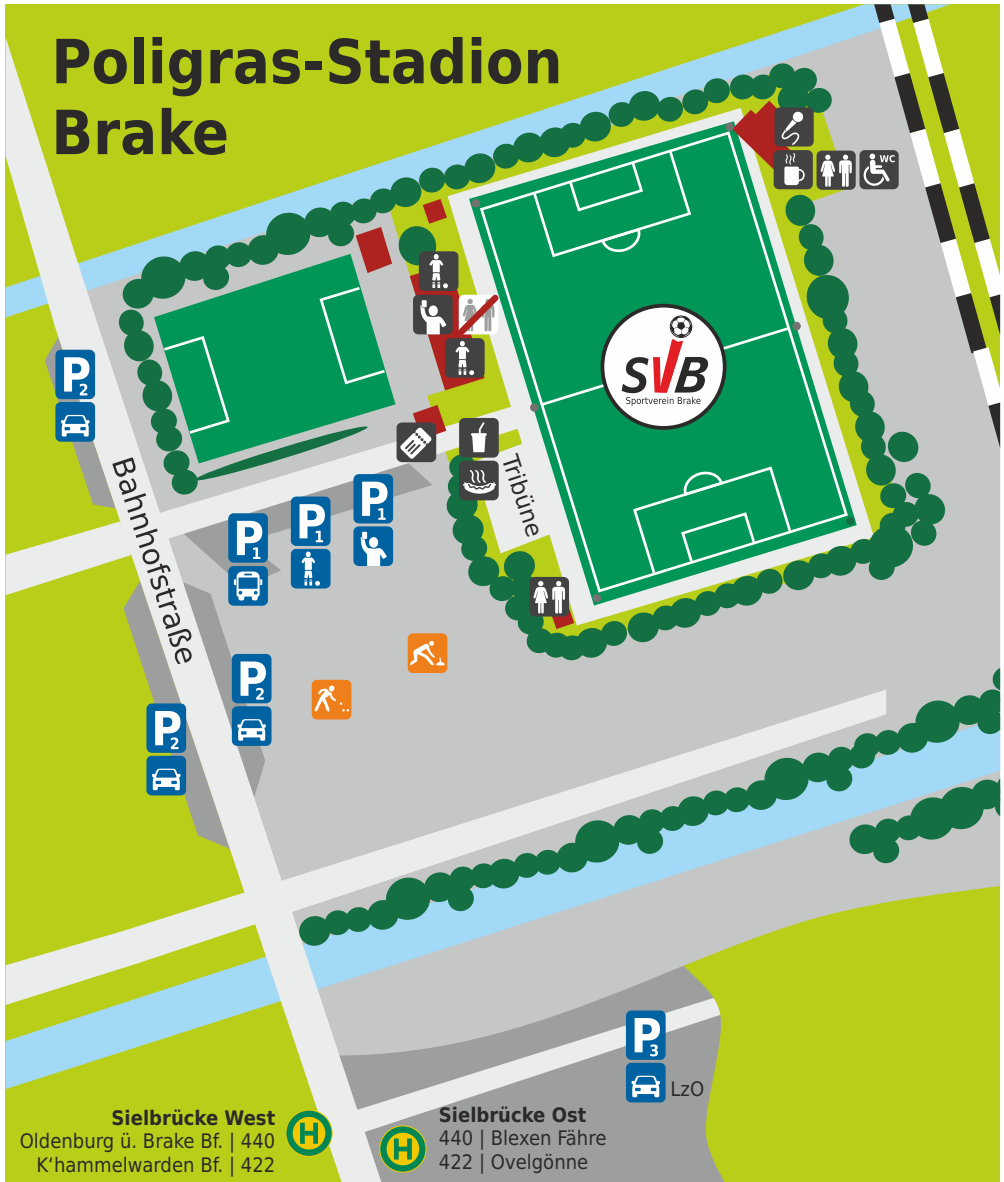 Poligras-Stadion
Brake
WC
SVB
Sportverein Brake
P2
Bahnhofstraße
Tribüne
P1
P1
P1
P2
P2
P3
LzO
Sielbrücke West
Oldenburg ü. Brake Bf. | 440
K‘hammelwarden Bf. | 422
H
Sielbrücke Ost
440 | Blexen Fähre
422 | Ovelgönne
H